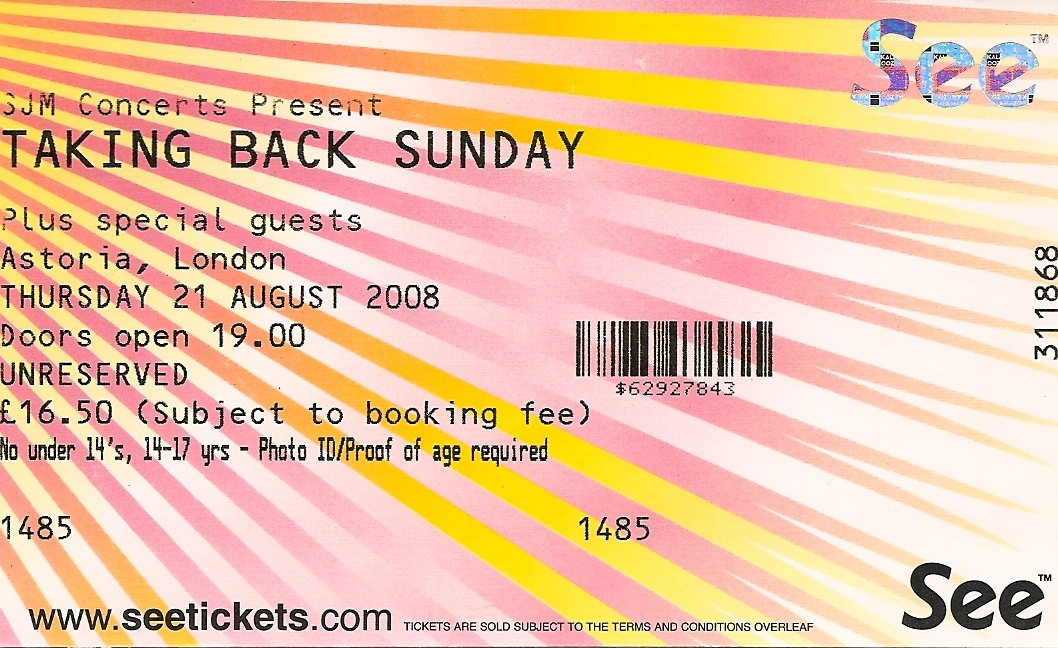 See™
SJM Concerts Present
TAKING BACK SUNDAY
Plus special guests
Astoria, London
THURSDAY 21 AUGUST 2008
Doors open 19.00
UNRESERVED
£16.50 (Subject to booking fee)
No under 14's, 14-17 yrs - Photo ID/Proof of age required
$62927843
311868
1485 1485
www.seetickets.com TICKETS ARE SOLD SUBJECT TO THE TERMS AND CONDITIONS OVERLEAF
See™